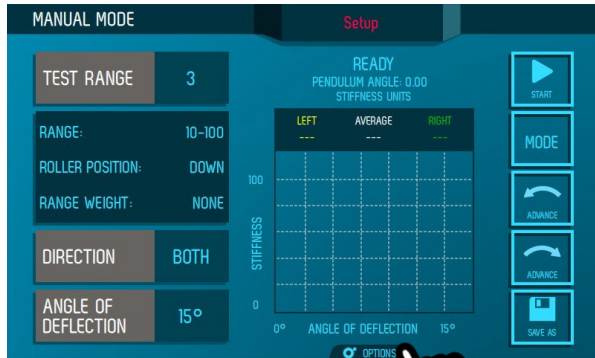 MANUAL MODE
Setup
TEST RANGE 3
RANGE: 10-100
ROLLER POSITION: DOWN
RANGE WEIGHT: NONE
DIRECTION BOTH
ANGLE OF
DEFLECTION 15°
READY
PENDULUM ANGLE: 0.00
STIFFNESS UNITS
LEFT AVERAGE RIGHT
--- --- ---
100
STIFFNESS
0
0° ANGLE OF DEFLECTION 15°
OPTIONS
START
MODE
ADVANCE
ADVANCE
SAVE AS